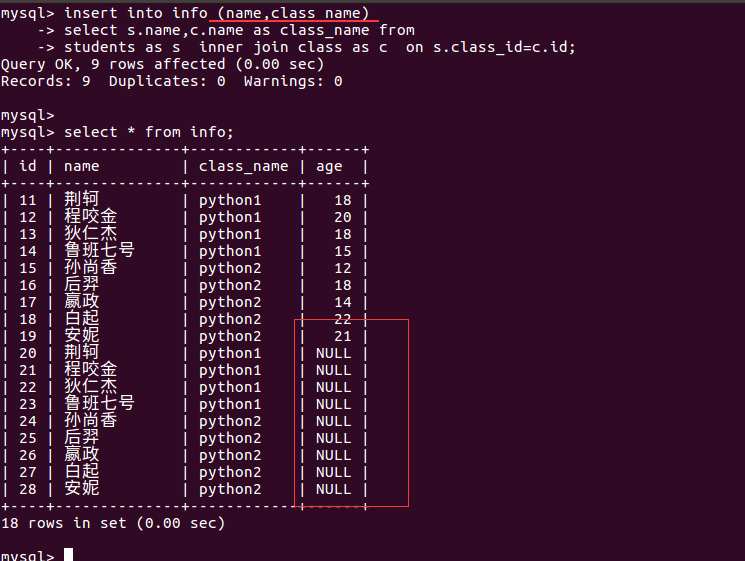 mysql> insert into info (name,class_name)
    -> select s.name,c.name as class_name from
    -> students as s  inner join class as c  on s.class_id=c.id;
Query OK, 9 rows affected (0.00 sec)
Records: 9  Duplicates: 0  Warnings: 0
mysql>
mysql> select * from info;
+----+--------------+------------+------+
| id | name         | class_name | age  |
+----+--------------+------------+------+
| 11 | 荆轲         | python1    |   18 |
| 12 | 程咬金       | python1    |   20 |
| 13 | 狄仁杰       | python1    |   18 |
| 14 | 鲁班七号     | python1    |   15 |
| 15 | 孙尚香       | python2    |   12 |
| 16 | 后羿         | python2    |   18 |
| 17 | 嬴政         | python2    |   14 |
| 18 | 白起         | python2    |   22 |
| 19 | 安妮         | python2    |   21 |
| 20 | 荆轲         | python1    | NULL |
| 21 | 程咬金       | python1    | NULL |
| 22 | 狄仁杰       | python1    | NULL |
| 23 | 鲁班七号     | python1    | NULL |
| 24 | 孙尚香       | python2    | NULL |
| 25 | 后羿         | python2    | NULL |
| 26 | 嬴政         | python2    | NULL |
| 27 | 白起         | python2    | NULL |
| 28 | 安妮         | python2    | NULL |
+----+--------------+------------+------+
18 rows in set (0.00 sec)
mysql>